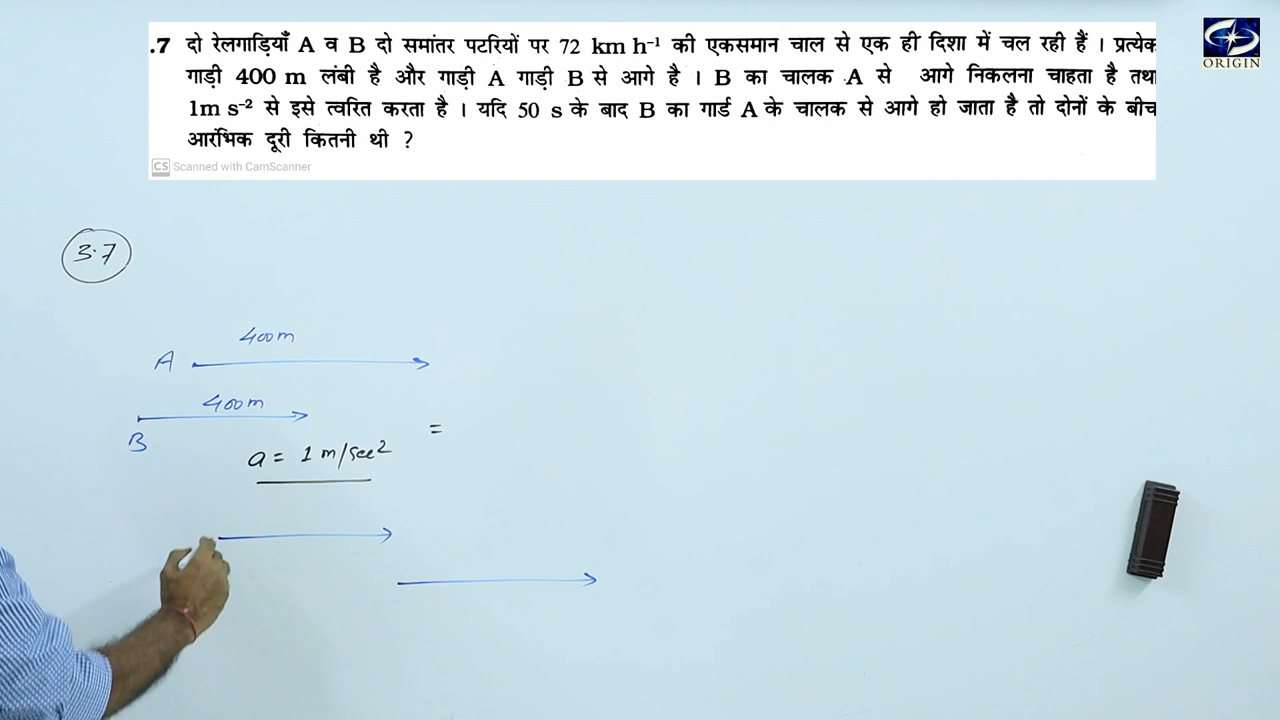 .7 दो रेलगाड़ियाँ A व B दो समांतर पटरियों पर 72 km h⁻¹ की एकसमान चाल से एक ही दिशा में चल रही हैं । प्रत्येक
गाड़ी 400 m लंबी है और गाड़ी A गाड़ी B से आगे है । B का चालक A से आगे निकलना चाहता है तथा
1m s⁻² से इसे त्वरित करता है । यदि 50 s के बाद B का गार्ड A के चालक से आगे हो जाता है तो दोनों के बीच
आरंभिक दूरी कितनी थी ?
CS Scanned with CamScanner
ORIGIN
3.7
400m
A
400m
B
=
a = 1 m/sec²